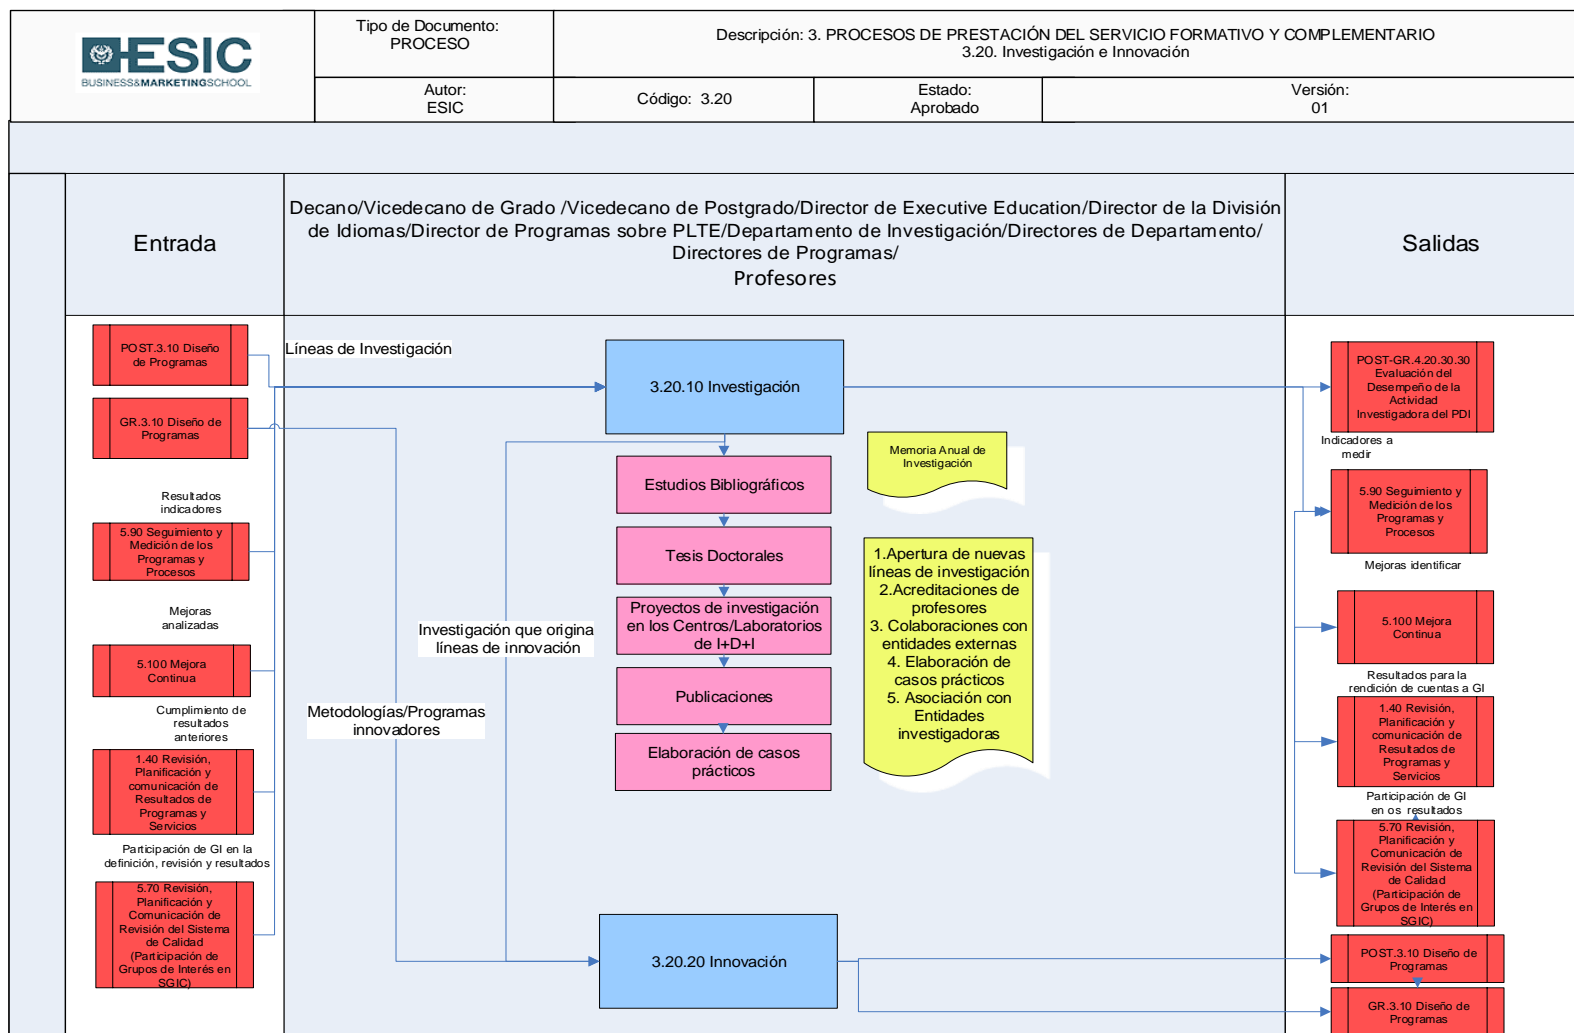 ESIC
BUSINESS&MARKETINGSCHOOL
Tipo de Documento:
PROCESO
Descripción: 3. PROCESOS DE PRESTACIÓN DEL SERVICIO FORMATIVO Y COMPLEMENTARIO
3.20. Investigación e Innovación
Autor:
ESIC
Código: 3.20
Estado:
Aprobado
Versión:
01
Entrada
Decano/Vicedecano de Grado /Vicedecano de Postgrado/Director de Executive Education/Director de la División
de Idiomas/Director de Programas sobre PLTE/Departamento de Investigación/Directores de Departamento/
Directores de Programas/
Profesores
Salidas
POST.3.10 Diseño
de Programas
GR.3.10 Diseño de
Programas
Resultados
indicadores
5.90 Seguimiento y
Medición de los
Programas y
Procesos
Mejoras
analizadas
5.100 Mejora
Continua
Cumplimiento de
resultados
anteriores
1.40 Revisión,
Planificación y
comunicación de
Resultados de
Programas y
Servicios
Participación de GI en la
definición, revisión y resultados
5.70 Revisión,
Planificación y
Comunicación de
Revisión del Sistema
de Calidad
(Participación de
Grupos de Interés en
SGIC)
Líneas de Investigación
3.20.10 Investigación
Estudios Bibliográficos
Tesis Doctorales
Proyectos de investigación
en los Centros/Laboratorios
de I+D+I
Publicaciones
Elaboración de casos
prácticos
Investigación que origina
líneas de innovación
Metodologías/Programas
innovadores
Memoria Anual de
Investigación
1.Apertura de nuevas
líneas de investigación
2.Acreditaciones de
profesores
3. Colaboraciones con
entidades externas
4. Elaboración de
casos prácticos
5. Asociación con
Entidades
investigadoras
3.20.20 Innovación
POST-GR.4.20.30.30
Evaluación del
Desempeño de la
Actividad
Investigadora del PDI
Indicadores a
medir
5.90 Seguimiento y
Medición de los
Programas y
Procesos
Mejoras identificar
5.100 Mejora
Continua
Resultados para la
rendición de cuentas a GI
1.40 Revisión,
Planificación y
comunicación de
Resultados de
Programas y
Servicios
Participación de GI
en os resultados
5.70 Revisión,
Planificación y
Comunicación de
Revisión del Sistema
de Calidad
(Participación de
Grupos de Interés en
SGIC)
POST.3.10 Diseño de
Programas
GR.3.10 Diseño de
Programas